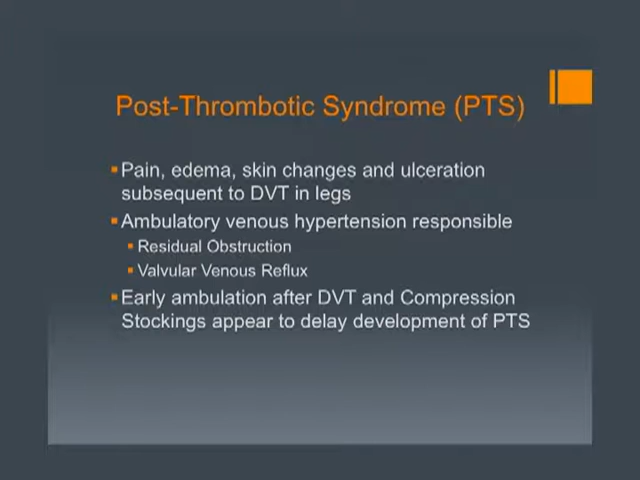 Post-Thrombotic Syndrome (PTS)
Pain, edema, skin changes and ulceration
subsequent to DVT in legs
Ambulatory venous hypertension responsible
Residual Obstruction
Valvular Venous Reflux
Early ambulation after DVT and Compression
Stockings appear to delay development of PTS